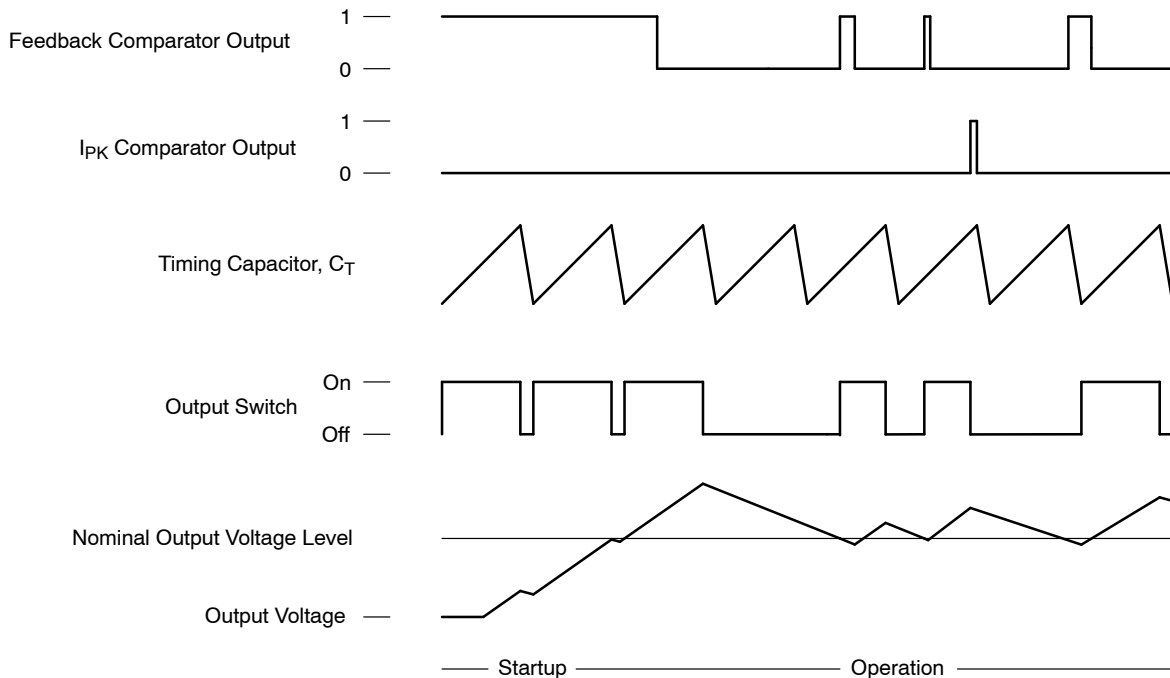 1
Feedback Comparator Output
0
1
IPK Comparator Output
0
Timing Capacitor, CT
On
Output Switch
Off
Nominal Output Voltage Level
Output Voltage
Startup
Operation